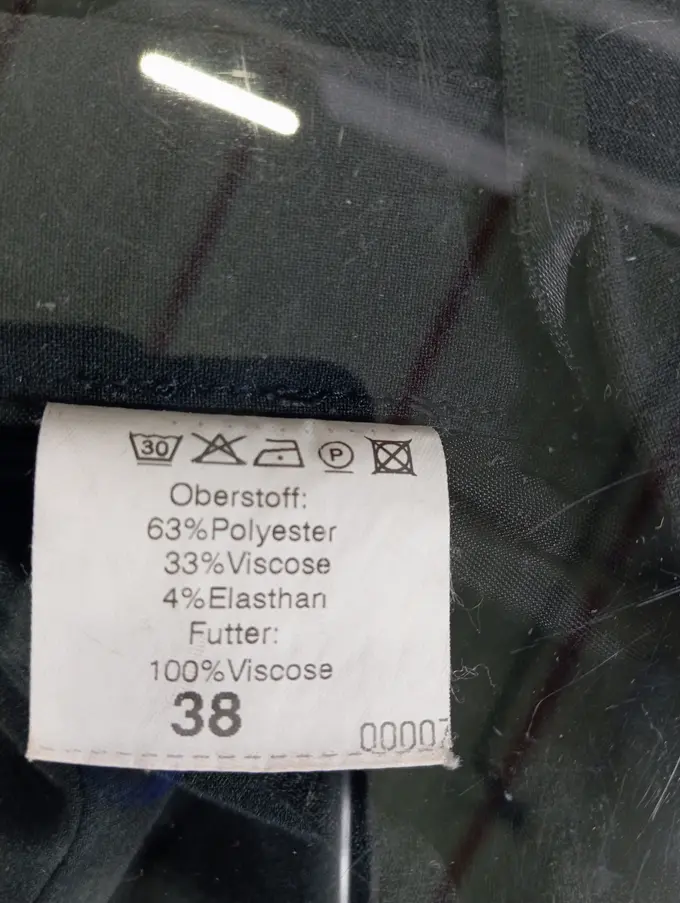 30
P
Oberstoff:
63%Polyester
33%Viscose
4%Elasthan
Futter:
100%Viscose
38
00007